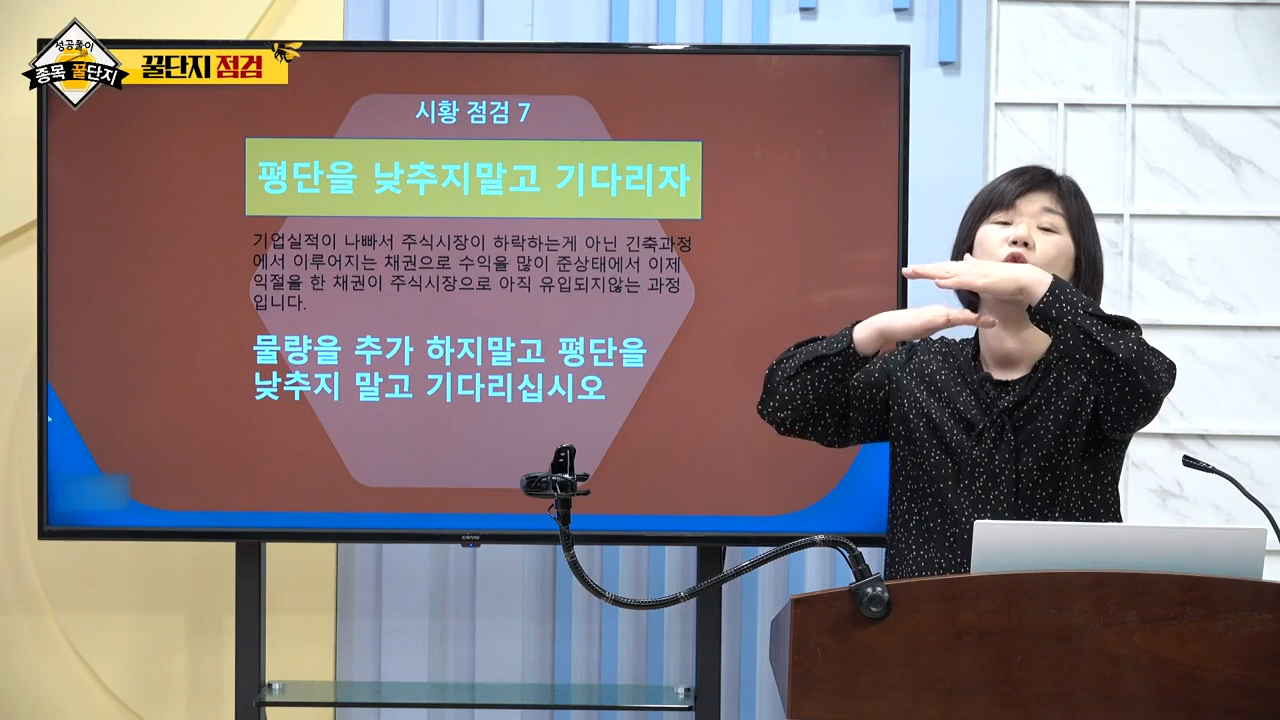 성공풀이
종목 꿀단지
꿀단지 점검
시황 점검 7
평단을 낮추지말고 기다리자
기업실적이 나빠서 주식시장이 하락하는게 아닌 긴축과정
에서 이루어지는 채권으로 수익을 많이 준상태에서 이제
익절을 한 채권이 주식시장으로 아직 유입되지않는 과정
입니다.
물량을 추가 하지말고 평단을
낮추지 말고 기다리십시오